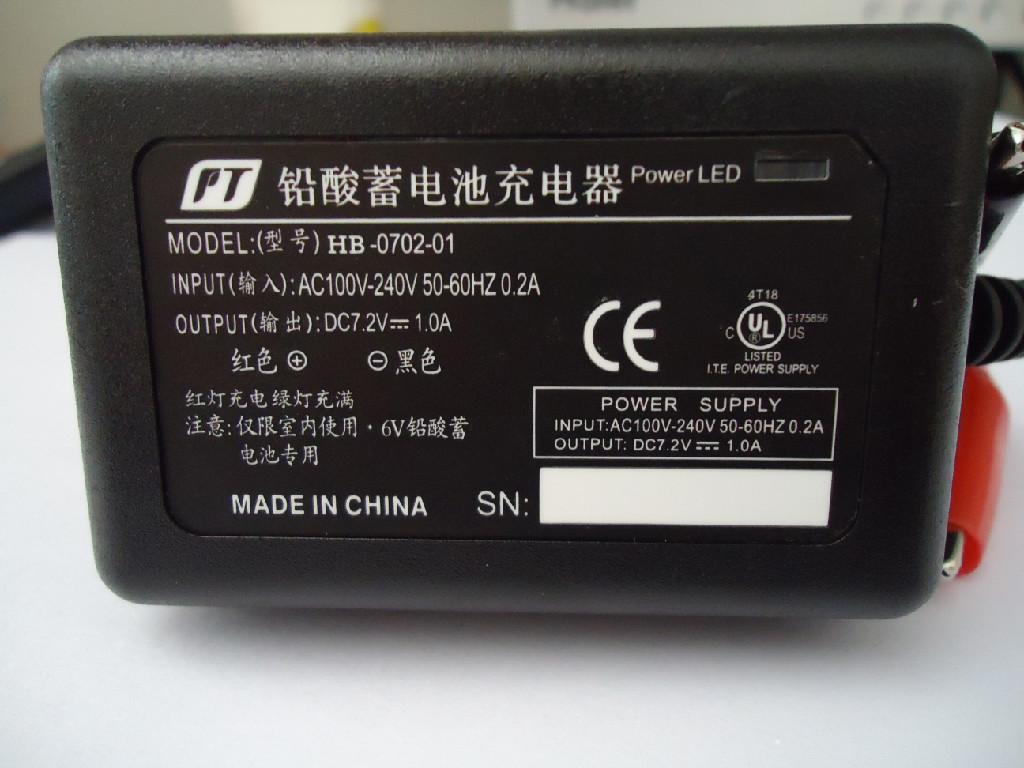 PT 铅酸蓄电池充电器 Power LED
MODEL:(型号) HB-0702-01
INPUT(输入):AC100V-240V 50-60HZ 0.2A
OUTPUT(输出):DC7.2V⎓ 1.0A
红色⊕ ⊖黑色
红灯充电绿灯充满
注意:仅限室内使用·6V铅酸蓄
电池专用
MADE IN CHINA
4T18
C UL ® US
E175856
LISTED
I.T.E. POWER SUPPLY
CE
POWER SUPPLY
INPUT:AC100V-240V 50-60HZ 0.2A
OUTPUT: DC7.2V⎓ 1.0A
SN: